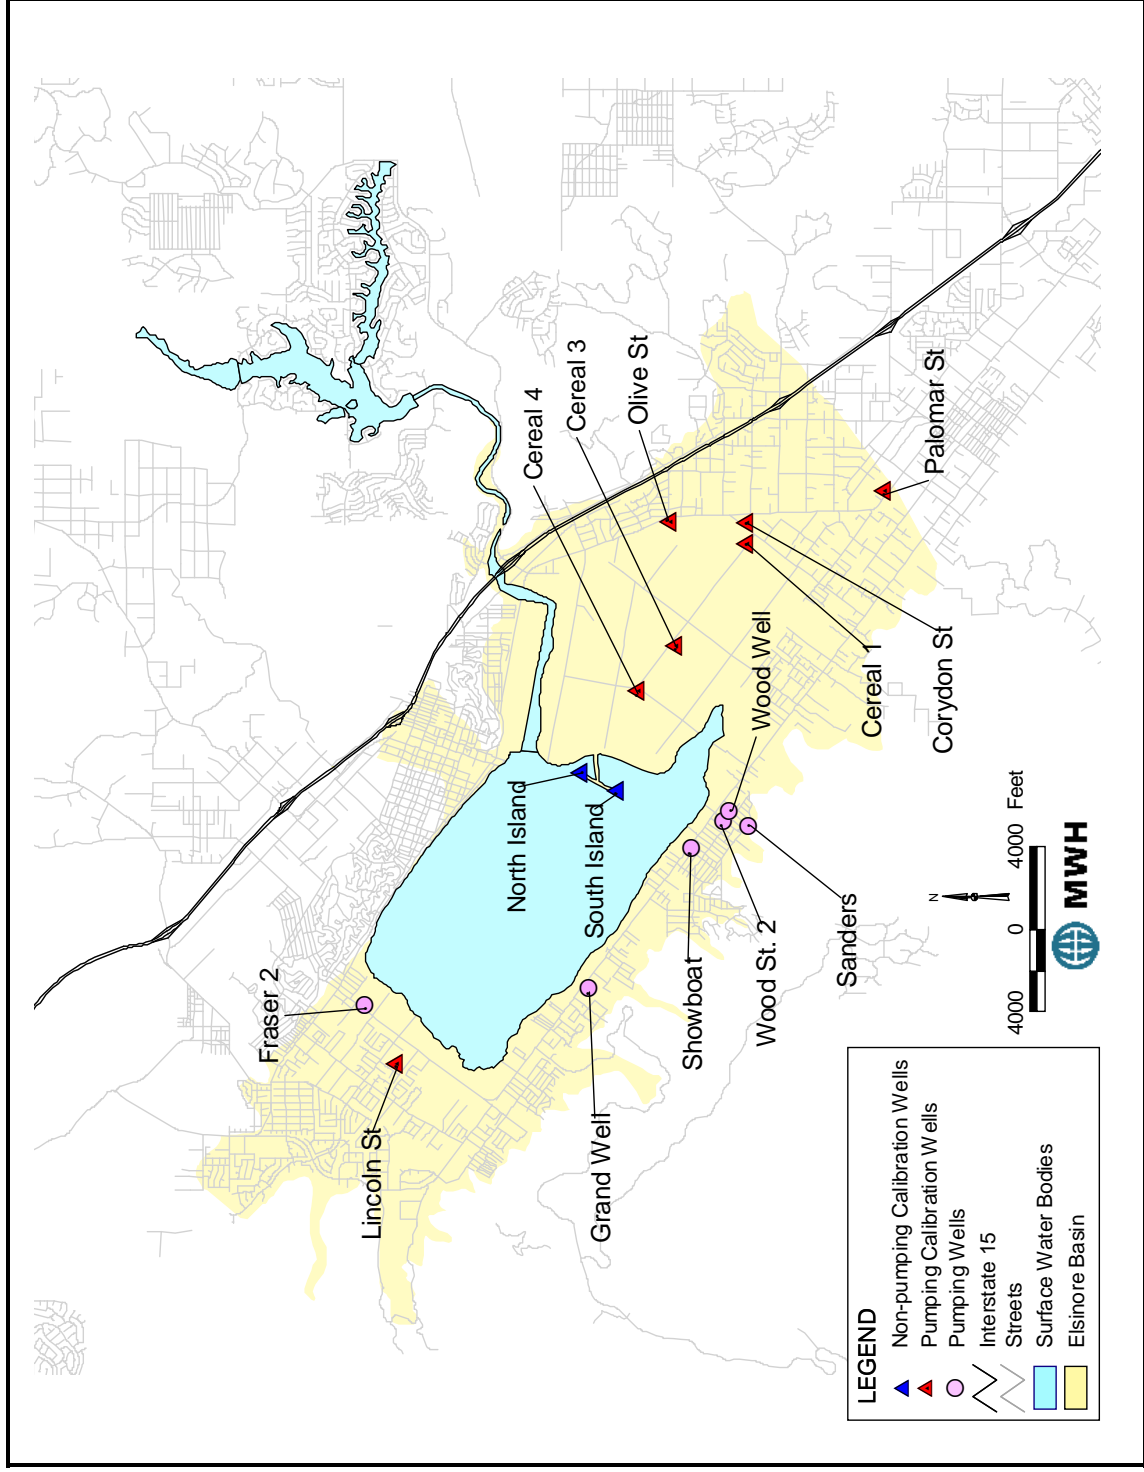 Fraser 2
Lincoln St
Grand Well
North Island
South Island
Showboat
Wood St. 2
Sanders
Wood Well
Cereal 4
Cereal 3
Olive St
Cereal 1
Corydon St
Palomar St
N
4000 0 4000 Feet
MWH
LEGEND
Non-pumping Calibration Wells
Pumping Calibration Wells
Pumping Wells
Interstate 15
Streets
Surface Water Bodies
Elsinore Basin